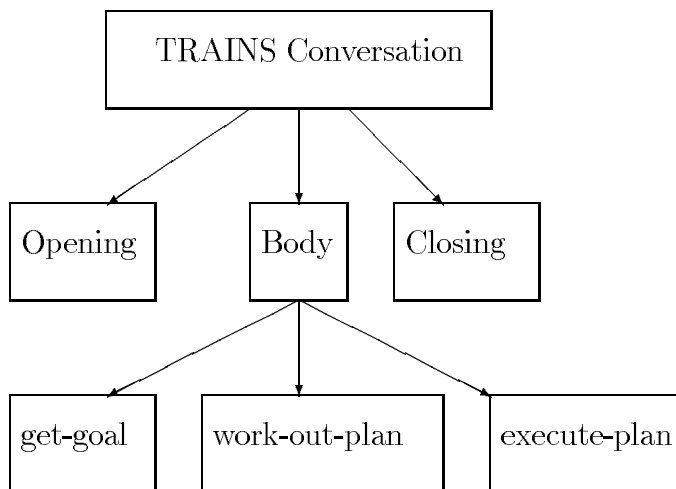 TRAINS Conversation
Opening
Body
Closing
get-goal
work-out-plan
execute-plan